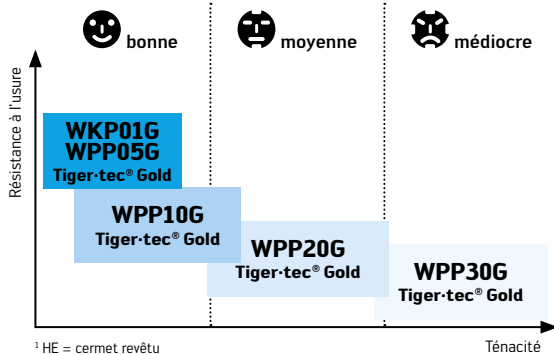 bonne
moyenne
médiocre
Résistance à l'usure
WKP01G
WPP05G
Tiger·tec® Gold
WPP10G
Tiger·tec® Gold
WPP20G
Tiger·tec® Gold
WPP30G
Tiger·tec® Gold
¹ HE = cermet revêtu
Ténacité